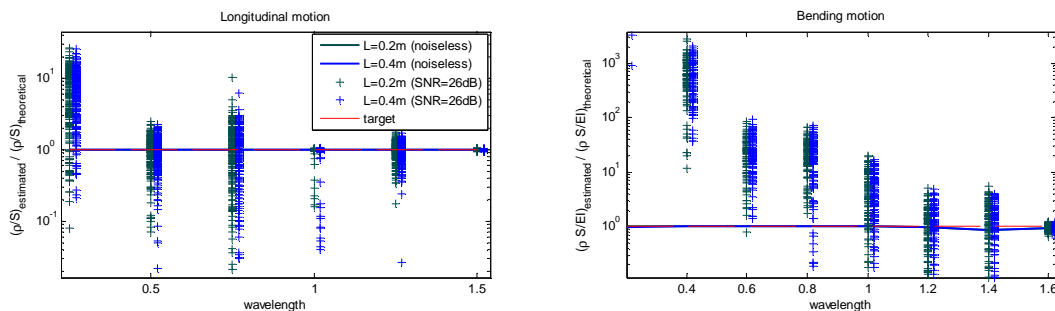 Longitudinal motion
(ρ/S)estimated / (ρ/S)theoretical
10^1
10^0
10^-1
L=0.2m (noiseless)
L=0.4m (noiseless)
L=0.2m (SNR=26dB)
L=0.4m (SNR=26dB)
target
0.5
1
1.5
wavelength
Bending motion
(ρ S/EI)estimated / (ρ S/EI)theoretical
10^3
10^2
10^1
10^0
0.4
0.6
0.8
1.0
1.2
1.4
1.6
wavelength